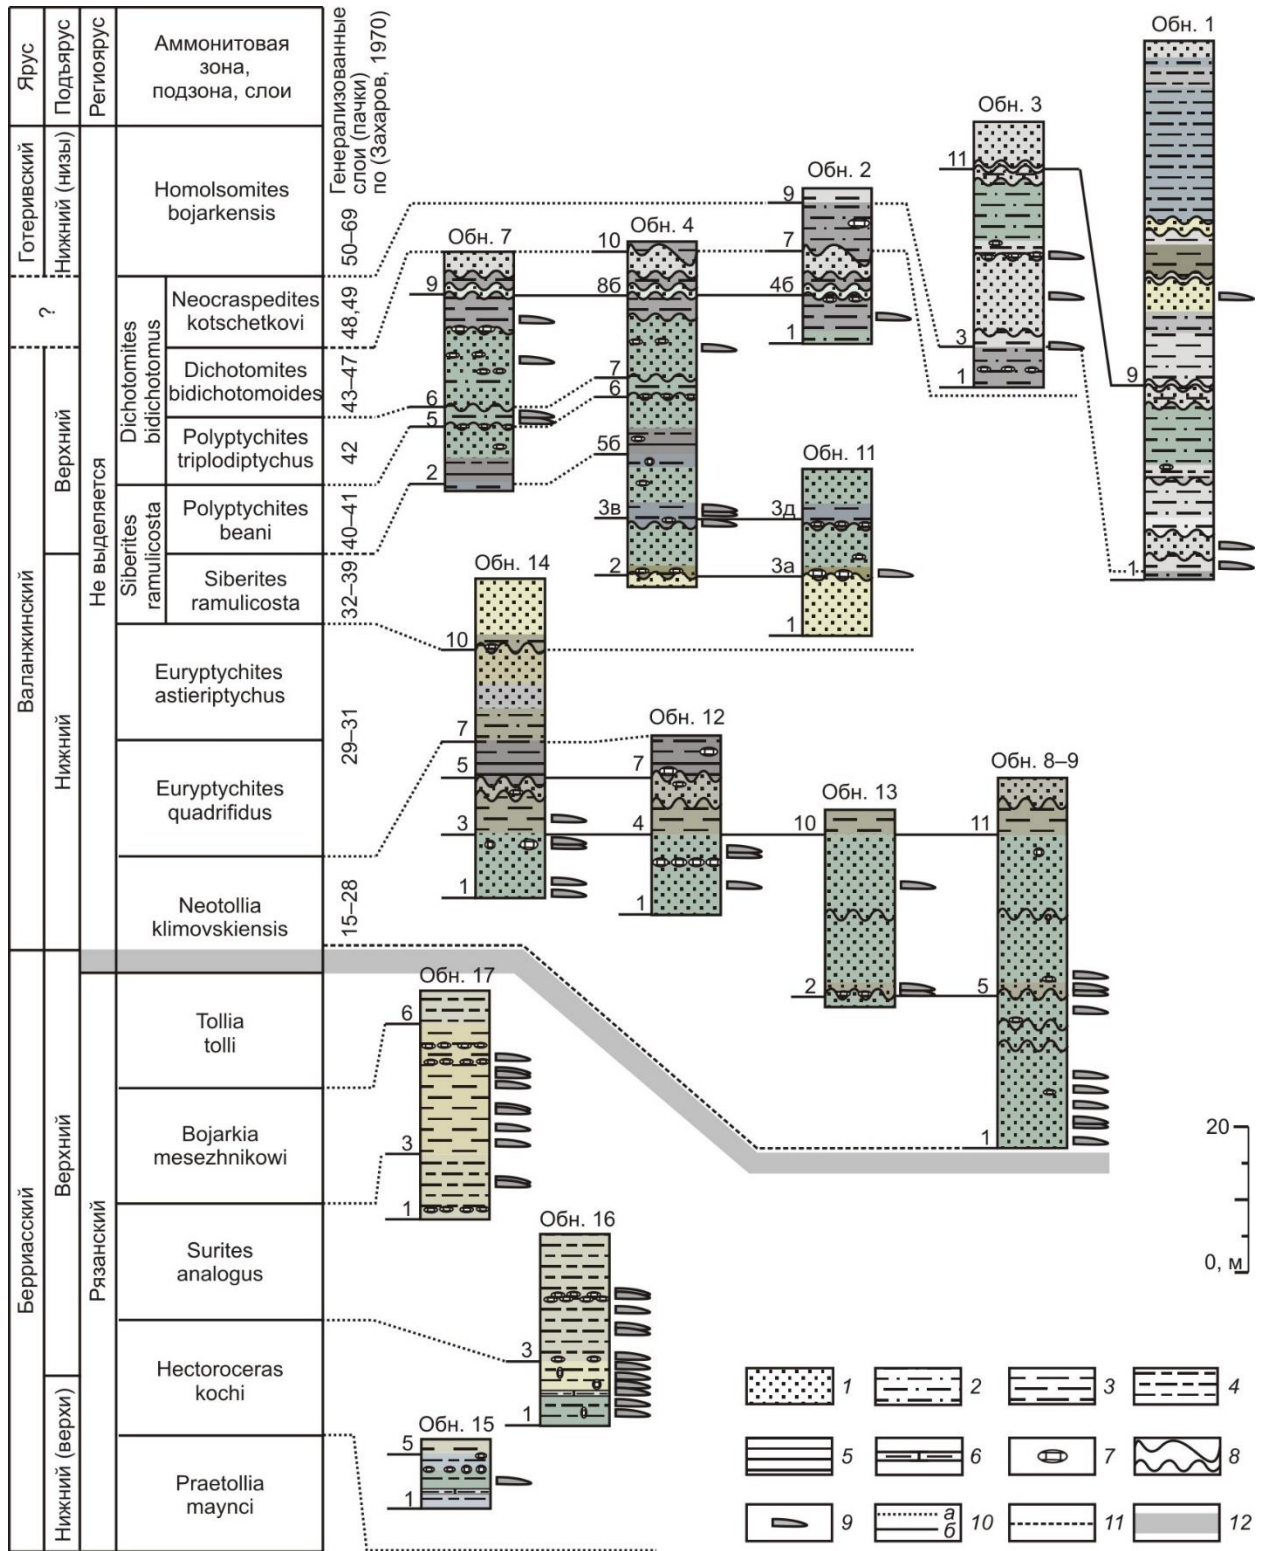 Ярус
Подъярус
Региоярус
Аммонитовая
зона,
подзона, слои
Генерализованные
слои (пачки)
по (Захаров, 1970)
Готеривский
Нижний (низы)
Homolsomites
bojarkensis
50–69
?
Dichotomites
bidichotomus
Neocraspedites
kotschetkovi
48,49
Валанжинский
Верхний
Не выделяется
Dichotomites
bidichotomoides
43–47
Polyptychites
triplodiptychus
42
Siberites
ramulicosta
Polyptychites
beani
40–41
Нижний
Siberites
ramulicosta
32–39
Euryptychites
astieriptychus
29–31
Euryptychites
quadrifidus
Neotollia
klimovskiensis
15–28
Берриасский
Верхний
Рязанский
Tollia
tolli
Bojarkia
mesezhnikowi
Surites
analogus
Hectoroceras
kochi
Нижний (верхи)
Praetollia
maynci
Обн. 1
9
1
Обн. 3
11
3
1
Обн. 2
9
7
4б
1
Обн. 4
10
8б
7
6
5б
3в
2
Обн. 7
9
6
5
2
Обн. 11
3д
3а
1
Обн. 14
10
7
5
3
1
Обн. 12
7
4
1
Обн. 13
10
2
Обн. 8–9
11
5
1
Обн. 17
6
3
1
Обн. 16
3
1
Обн. 15
5
1
20
0, м
1
2
3
4
5
6
7
8
9
а
б
10
11
12